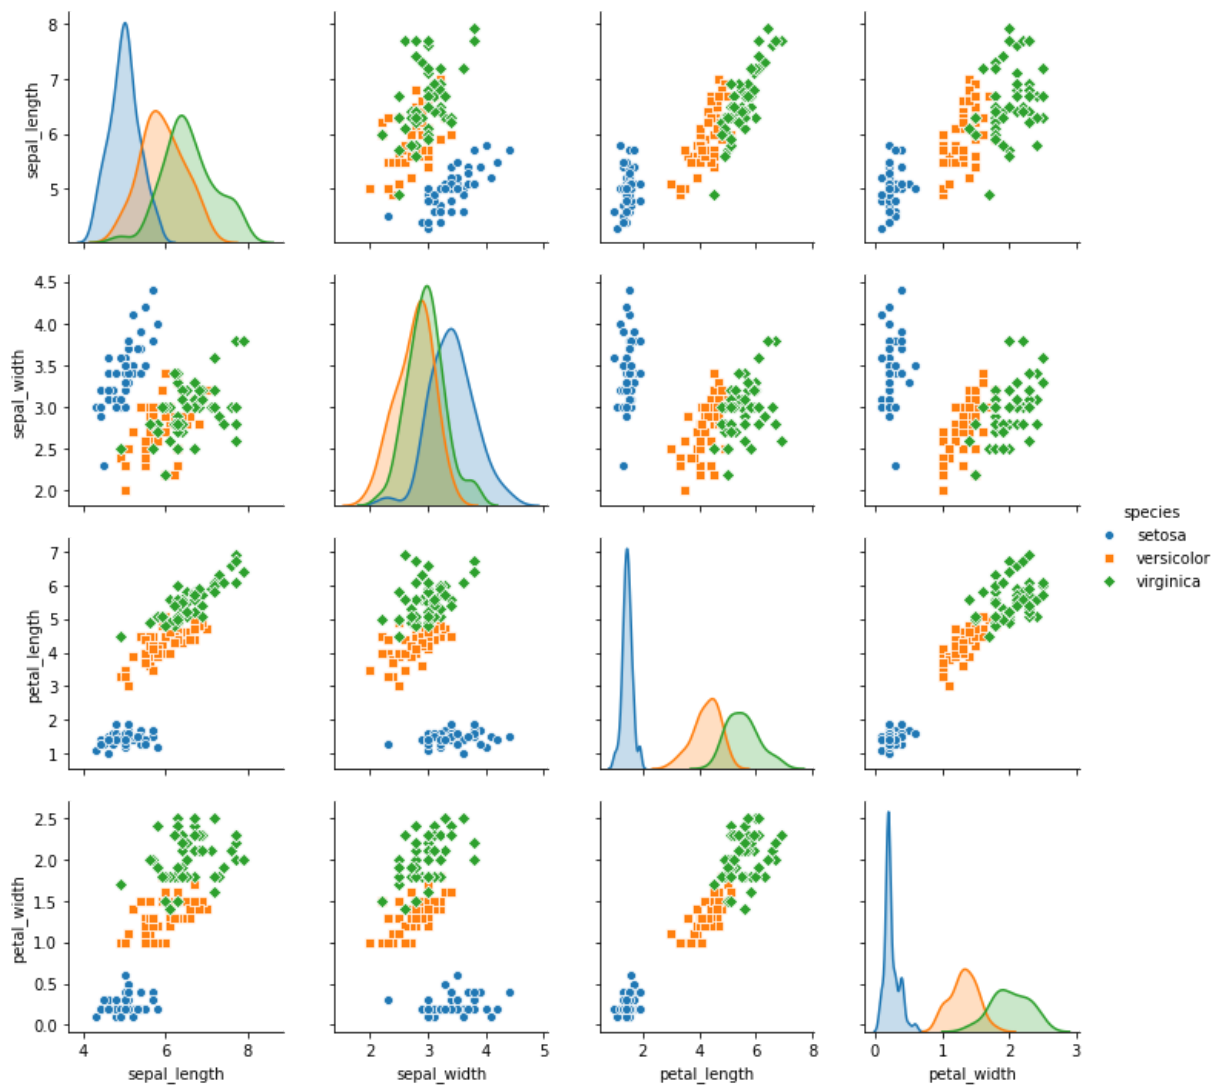 8
7
6
5
sepal_length
4 6 8
4.5
4.0
3.5
3.0
2.5
2.0
sepal_width
2 3 4 5
species
setosa
versicolor
virginica
7
6
5
4
3
2
1
petal_length
2 4 6 8
2.5
2.0
1.5
1.0
0.5
0.0
petal_width
0 1 2 3
sepal_length
sepal_width
petal_length
petal_width